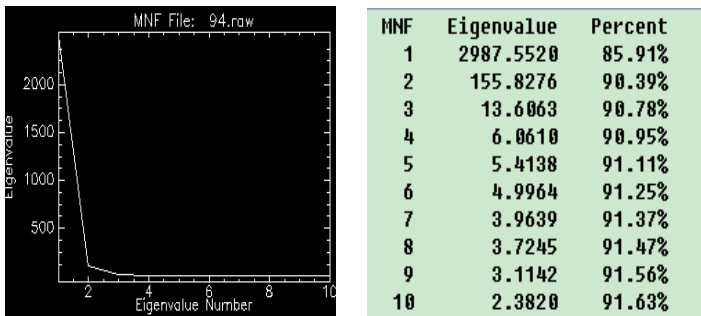 MNF File: 94.raw
2000
1500
1000
500
Eigenvalue
2 4 6 8 10
Eigenvalue Number
MNF Eigenvalue Percent
1 2987.5520 85.91%
2 155.8276 90.39%
3 13.6063 90.78%
4 6.0610 90.95%
5 5.4138 91.11%
6 4.9964 91.25%
7 3.9639 91.37%
8 3.7245 91.47%
9 3.1142 91.56%
10 2.3820 91.63%